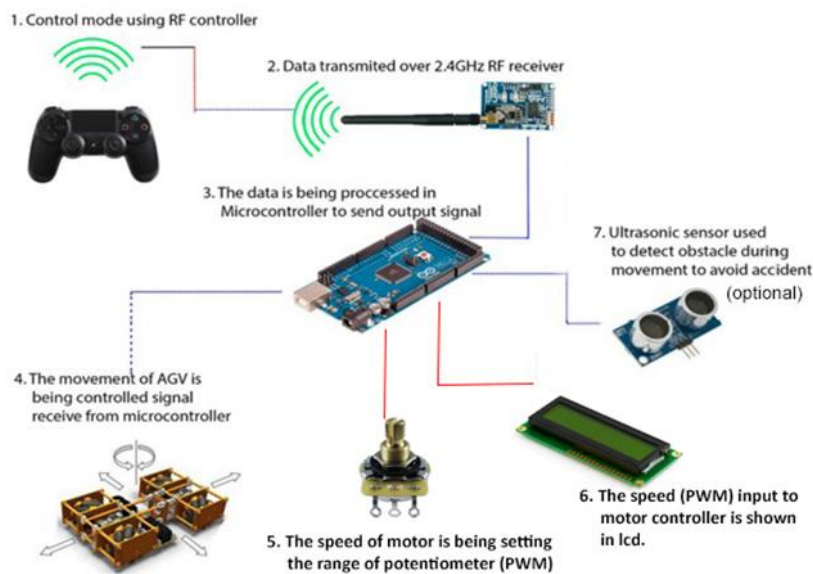 1. Control mode using RF controller
2. Data transmited over 2.4GHz RF receiver
3. The data is being proccessed in
Microcontroller to send output signal
7. Ultrasonic sensor used
to detect obstacle during
movement to avoid accident
(optional)
4. The movement of AGV is
being controlled signal
receive from microcontroller
5. The speed of motor is being setting
the range of potentiometer (PWM)
6. The speed (PWM) input to
motor controller is shown
in lcd.